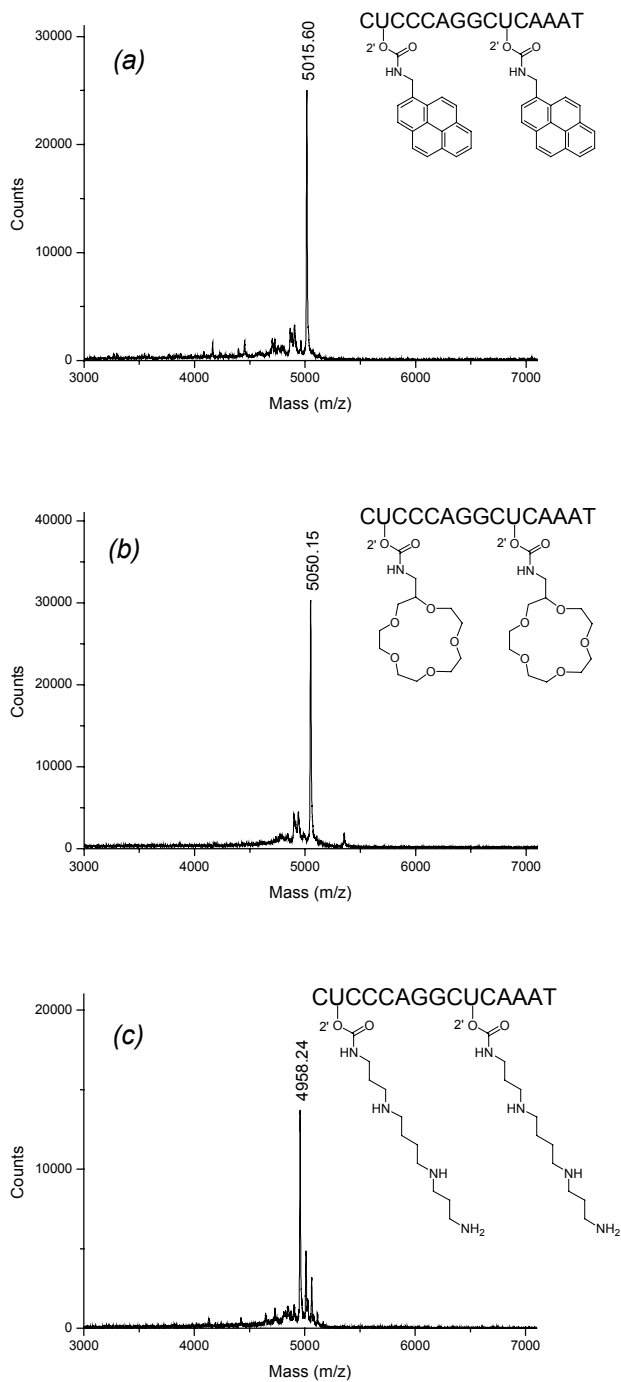 (a)
CUCCCAGGCUCAAAT
2' O O
HN
2' O O
HN
5015.60
30000
20000
10000
0
Counts
3000 4000 5000 6000 7000
Mass (m/z)
(b)
CUCCCAGGCUCAAAT
2' O O
HN
O O O O O
2' O O
HN
O O O O O
5050.15
40000
30000
20000
10000
0
Counts
3000 4000 5000 6000 7000
Mass (m/z)
(c)
CUCCCAGGCUCAAAT
2' O O
HN
HN
NH
NH2
2' O O
HN
HN
NH
NH2
4958.24
20000
10000
0
Counts
3000 4000 5000 6000 7000
Mass (m/z)